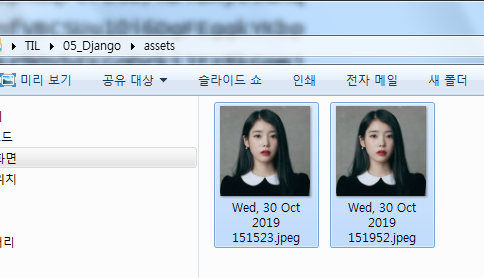 TIL ▸ 05_Django ▸ assets
미리 보기 공유 대상 슬라이드 쇼 인쇄 전자 메일 새 폴더
드
화면
위치
리
Wed, 30 Oct Wed, 30 Oct
2019 2019
151523.jpeg 151952.jpeg